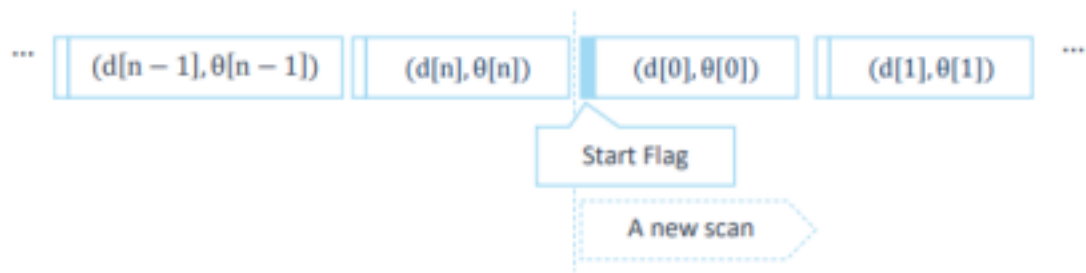 ... (d[n − 1], θ[n − 1]) (d[n], θ[n]) (d[0], θ[0]) (d[1], θ[1]) ...
Start Flag
A new scan